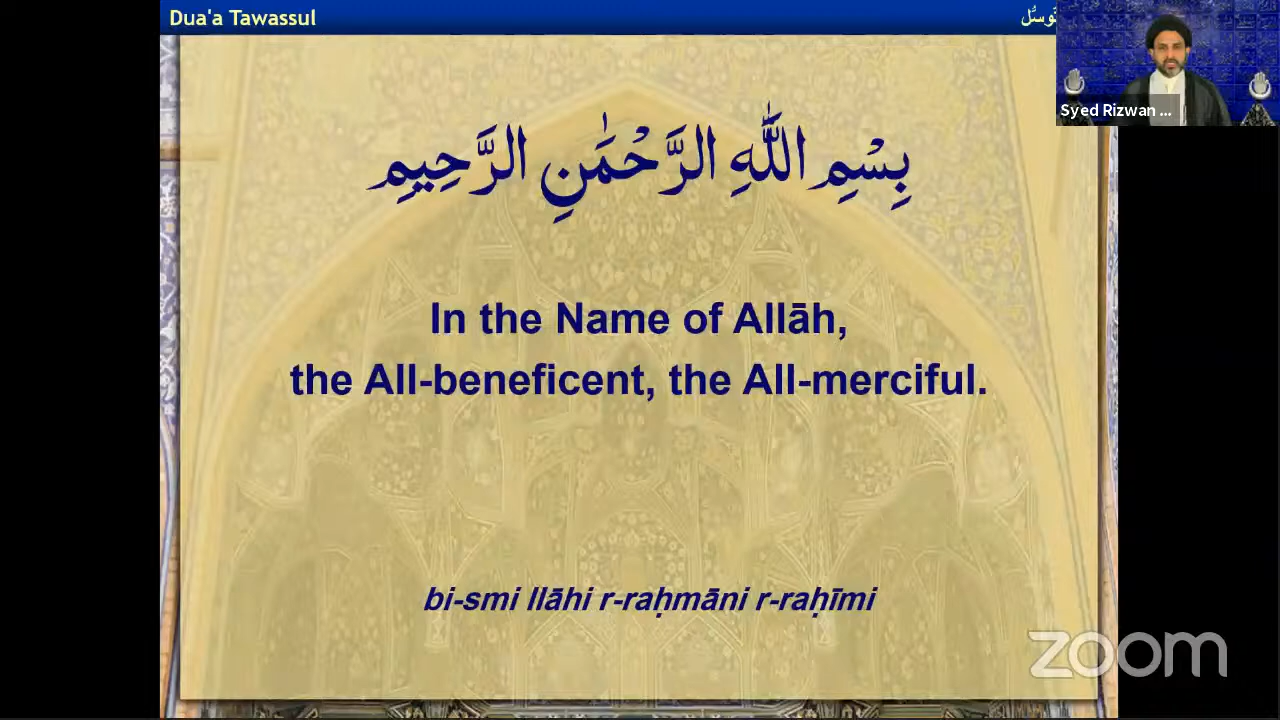 Dua'a Tawassul
Syed Rizwan ...
بِسْمِ اللَّهِ الرَّحْمَٰنِ الرَّحِيمِ
In the Name of Allāh,
the All-beneficent, the All-merciful.
bi-smi llāhi r-raḥmāni r-raḥīmi
zoom